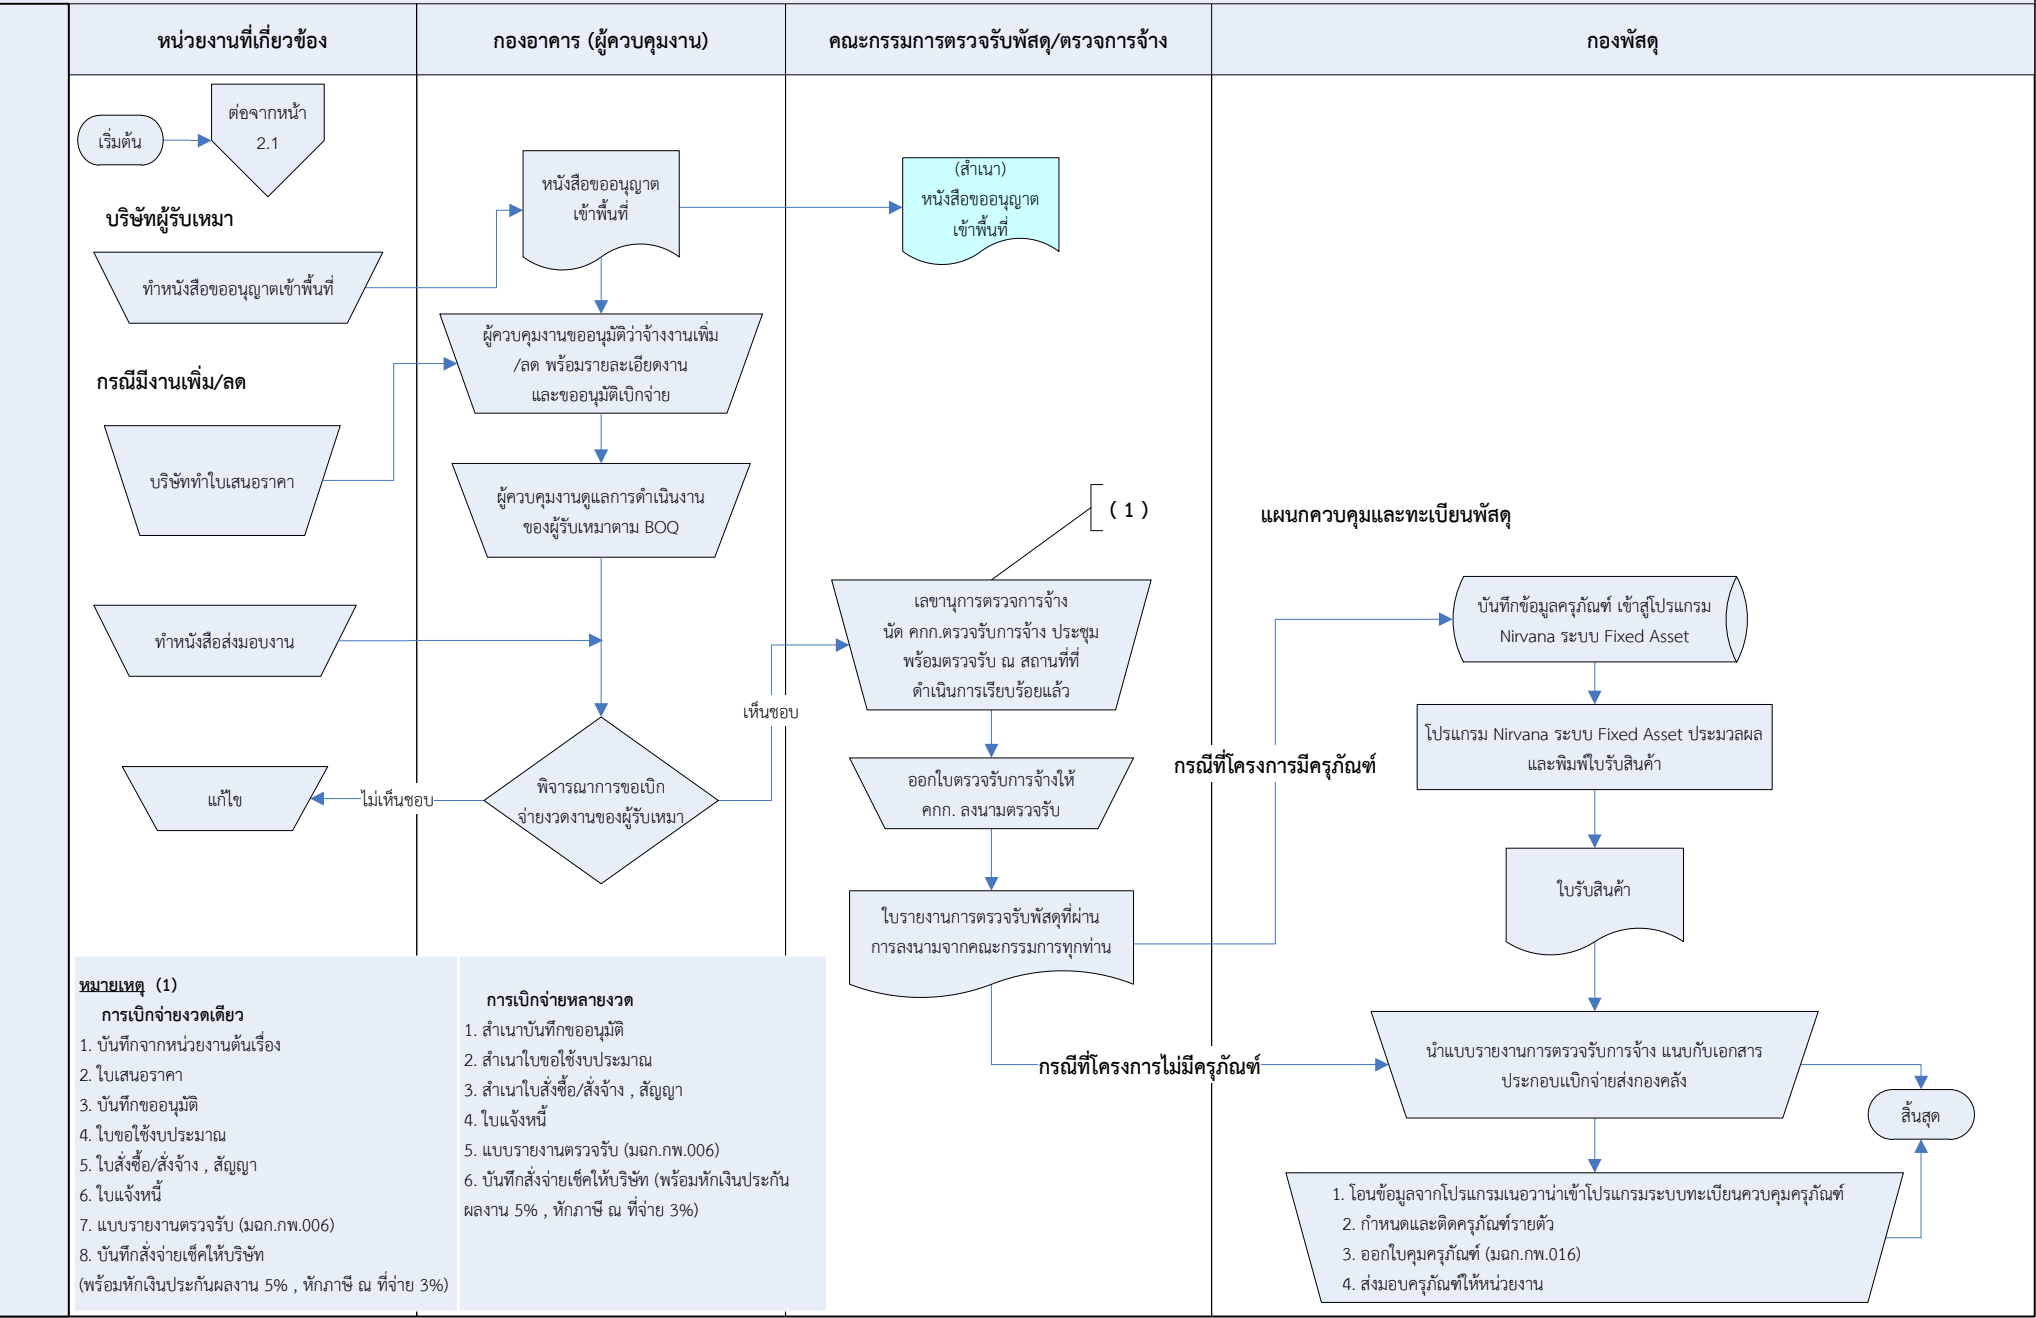 หน่วยงานที่เกี่ยวข้อง
กองอาคาร (ผู้ควบคุมงาน)
คณะกรรมการตรวจรับพัสดุ/ตรวจการจ้าง
กองพัสดุ
เริ่มต้น
ต่อจากหน้า
2.1
บริษัทผู้รับเหมา
ทำหนังสือขออนุญาตเข้าพื้นที่
กรณีมีงานเพิ่ม/ลด
บริษัททำใบเสนอราคา
ทำหนังสือส่งมอบงาน
แก้ไข
ไม่เห็นชอบ
หนังสือขออนุญาต
เข้าพื้นที่
ผู้ควบคุมงานขออนุมัติว่าจ้างงานเพิ่ม
/ลด พร้อมรายละเอียดงาน
และขออนุมัติเบิกจ่าย
ผู้ควบคุมงานดูแลการดำเนินงาน
ของผู้รับเหมาตาม BOQ
พิจารณาการขอเบิก
จ่ายงวดงานของผู้รับเหมา
เห็นชอบ
(สำเนา)
หนังสือขออนุญาต
เข้าพื้นที่
( 1 )
เลขานุการตรวจการจ้าง
นัด คกก.ตรวจรับการจ้าง ประชุม
พร้อมตรวจรับ ณ สถานที่ที่
ดำเนินการเรียบร้อยแล้ว
ออกใบตรวจรับการจ้างให้
คกก. ลงนามตรวจรับ
ใบรายงานการตรวจรับพัสดุที่ผ่าน
การลงนามจากคณะกรรมการทุกท่าน
กรณีที่โครงการมีครุภัณฑ์
กรณีที่โครงการไม่มีครุภัณฑ์
แผนกควบคุมและทะเบียนพัสดุ
บันทึกข้อมูลครุภัณฑ์ เข้าสู่โปรแกรม
Nirvana ระบบ Fixed Asset
โปรแกรม Nirvana ระบบ Fixed Asset ประมวลผล
และพิมพ์ใบรับสินค้า
ใบรับสินค้า
นำแบบรายงานการตรวจรับการจ้าง แนบกับเอกสาร
ประกอบเเบิกจ่ายส่งกองคลัง
สิ้นสุด
1. โอนข้อมูลจากโปรแกรมเนอวาน่าเข้าโปรแกรมระบบทะเบียนควบคุมครุภัณฑ์
2. กำหนดและติดครุภัณฑ์รายตัว
3. ออกใบคุมครุภัณฑ์ (มฉก.กพ.016)
4. ส่งมอบครุภัณฑ์ให้หน่วยงาน
หมายเหตุ (1)
การเบิกจ่ายงวดเดียว
1. บันทึกจากหน่วยงานต้นเรื่อง
2. ใบเสนอราคา
3. บันทึกขออนุมัติ
4. ใบขอใช้งบประมาณ
5. ใบสั่งซื้อ/สั่งจ้าง , สัญญา
6. ใบแจ้งหนี้
7. แบบรายงานตรวจรับ (มฉก.กพ.006)
8. บันทึกสั่งจ่ายเช็คให้บริษัท
(พร้อมหักเงินประกันผลงาน 5% , หักภาษี ณ ที่จ่าย 3%)
การเบิกจ่ายหลายงวด
1. สำเนาบันทึกขออนุมัติ
2. สำเนาใบขอใช้งบประมาณ
3. สำเนาใบสั่งซื้อ/สั่งจ้าง , สัญญา
4. ใบแจ้งหนี้
5. แบบรายงานตรวจรับ (มฉก.กพ.006)
6. บันทึกสั่งจ่ายเช็คให้บริษัท (พร้อมหักเงินประกัน
ผลงาน 5% , หักภาษี ณ ที่จ่าย 3%)